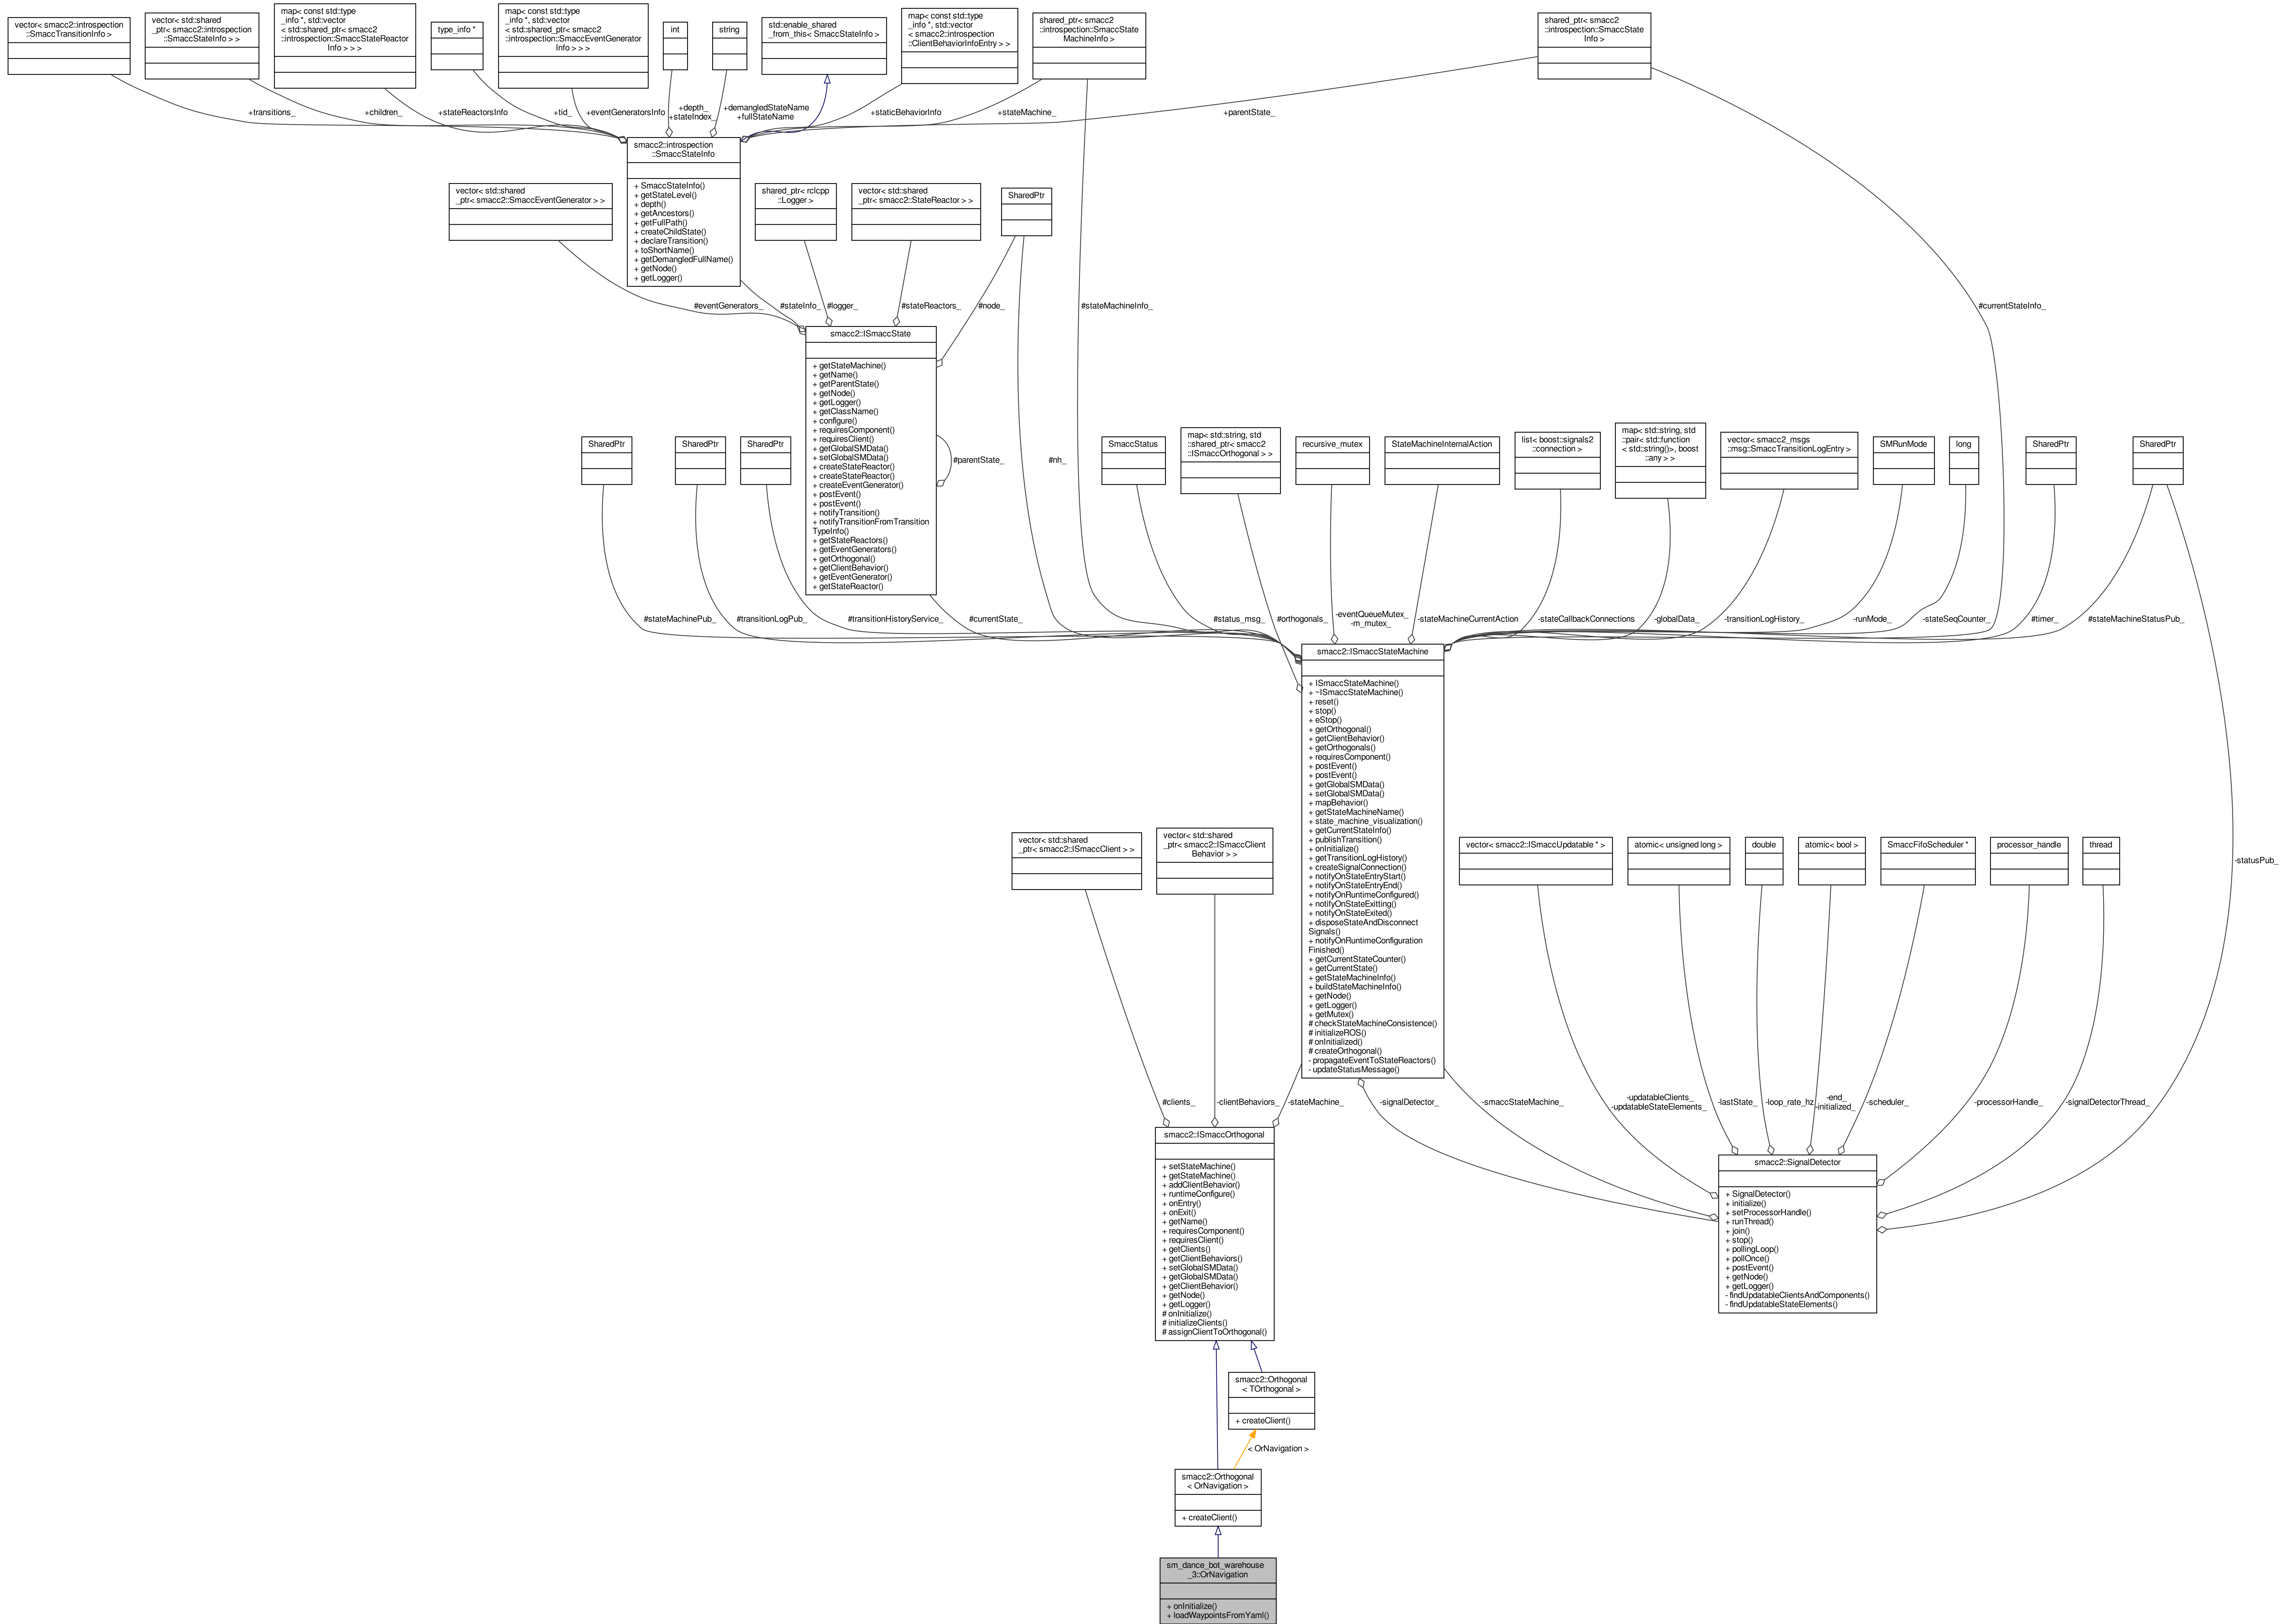 vector< smacc2::introspection
::SmaccTransitionInfo >
vector< std::shared
_ptr< smacc2::introspection
::SmaccStateInfo > >
map< const std::type
_info *, std::vector
< std::shared_ptr< smacc2
::introspection::SmaccStateReactor
Info > > >
type_info *
map< const std::type
_info *, std::vector
< std::shared_ptr< smacc2
::introspection::SmaccEventGenerator
Info > > >
int
string
std::enable_shared
_from_this< SmaccStateInfo >
map< const std::type
_info *, std::vector
< smacc2::introspection
::ClientBehaviorInfoEntry > >
shared_ptr< smacc2
::introspection::SmaccState
MachineInfo >
shared_ptr< smacc2
::introspection::SmaccState
Info >
+transitions_
+children_
+stateReactorsInfo
+tid_
+eventGeneratorsInfo
+depth_
+stateIndex_
+demangledStateName
+fullStateName
+staticBehaviorInfo
+stateMachine_
+parentState_
smacc2::introspection
::SmaccStateInfo
+ SmaccStateInfo()
+ getStateLevel()
+ depth()
+ getAncestors()
+ getFullPath()
+ createChildState()
+ declareTransition()
+ toShortName()
+ getDemangledFullName()
+ getNode()
+ getLogger()
vector< std::shared
_ptr< smacc2::SmaccEventGenerator > >
shared_ptr< rclcpp
::Logger >
vector< std::shared
_ptr< smacc2::StateReactor > >
SharedPtr
#eventGenerators_
#stateInfo_
#logger_
#stateReactors_
#node_
#stateMachineInfo_
#currentStateInfo_
smacc2::ISmaccState
+ getStateMachine()
+ getName()
+ getParentState()
+ getNode()
+ getLogger()
+ getClassName()
+ configure()
+ requiresComponent()
+ requiresClient()
+ getGlobalSMData()
+ setGlobalSMData()
+ createStateReactor()
+ createStateReactor()
+ createEventGenerator()
+ postEvent()
+ postEvent()
+ notifyTransition()
+ notifyTransitionFromTransition
TypeInfo()
+ getStateReactors()
+ getEventGenerators()
+ getOrthogonal()
+ getClientBehavior()
+ getEventGenerator()
+ getStateReactor()
#parentState_
#nh_
SharedPtr
SharedPtr
SharedPtr
SmaccStatus
map< std::string, std
::shared_ptr< smacc2
::ISmaccOrthogonal > >
recursive_mutex
StateMachineInternalAction
list< boost::signals2
::connection >
map< std::string, std
::pair< std::function
< std::string()>, boost
::any > >
vector< smacc2_msgs
::msg::SmaccTransitionLogEntry >
SMRunMode
long
SharedPtr
SharedPtr
#stateMachinePub_
#transitionLogPub_
#transitionHistoryService_
#currentState_
#status_msg_
#orthogonals_
-eventQueueMutex_
-m_mutex_
-stateMachineCurrentAction
-stateCallbackConnections
-globalData_
-transitionLogHistory_
-runMode_
-stateSeqCounter_
#timer_
#stateMachineStatusPub_
smacc2::ISmaccStateMachine
+ ISmaccStateMachine()
+ ~ISmaccStateMachine()
+ reset()
+ stop()
+ eStop()
+ getOrthogonal()
+ getClientBehavior()
+ getOrthogonals()
+ requiresComponent()
+ postEvent()
+ postEvent()
+ getGlobalSMData()
+ setGlobalSMData()
+ mapBehavior()
+ getStateMachineName()
+ state_machine_visualization()
+ getCurrentStateInfo()
+ publishTransition()
+ onInitialize()
+ getTransitionLogHistory()
+ createSignalConnection()
+ notifyOnStateEntryStart()
+ notifyOnStateEntryEnd()
+ notifyOnRuntimeConfigured()
+ notifyOnStateExitting()
+ notifyOnStateExited()
+ disposeStateAndDisconnect
Signals()
+ notifyOnRuntimeConfiguration
Finished()
+ getCurrentStateCounter()
+ getCurrentState()
+ getStateMachineInfo()
+ buildStateMachineInfo()
+ getNode()
+ getLogger()
+ getMutex()
# checkStateMachineConsistence()
# initializeROS()
# onInitialized()
# createOrthogonal()
- propagateEventToStateReactors()
- updateStatusMessage()
vector< std::shared
_ptr< smacc2::ISmaccClient > >
vector< std::shared
_ptr< smacc2::ISmaccClient
Behavior > >
vector< smacc2::ISmaccUpdatable * >
atomic< unsigned long >
double
atomic< bool >
SmaccFifoScheduler *
processor_handle
thread
-statusPub_
#clients_
-clientBehaviors_
-stateMachine_
-signalDetector_
-smaccStateMachine_
-updatableClients_
-updatableStateElements_
-lastState_
-loop_rate_hz
-end_
-initialized_
-scheduler_
-processorHandle_
-signalDetectorThread_
smacc2::ISmaccOrthogonal
+ setStateMachine()
+ getStateMachine()
+ addClientBehavior()
+ runtimeConfigure()
+ onEntry()
+ onExit()
+ getName()
+ requiresComponent()
+ requiresClient()
+ getClients()
+ getClientBehaviors()
+ setGlobalSMData()
+ getGlobalSMData()
+ getClientBehavior()
+ getNode()
+ getLogger()
# onInitialize()
# initializeClients()
# assignClientToOrthogonal()
smacc2::SignalDetector
+ SignalDetector()
+ initialize()
+ setProcessorHandle()
+ runThread()
+ join()
+ stop()
+ pollingLoop()
+ pollOnce()
+ postEvent()
+ getNode()
+ getLogger()
- findUpdatableClientsAndComponents()
- findUpdatableStateElements()
smacc2::Orthogonal
< TOrthogonal >
+ createClient()
< OrNavigation >
smacc2::Orthogonal
< OrNavigation >
+ createClient()
sm_dance_bot_warehouse
_3::OrNavigation
+ onInitialize()
+ loadWaypointsFromYaml()